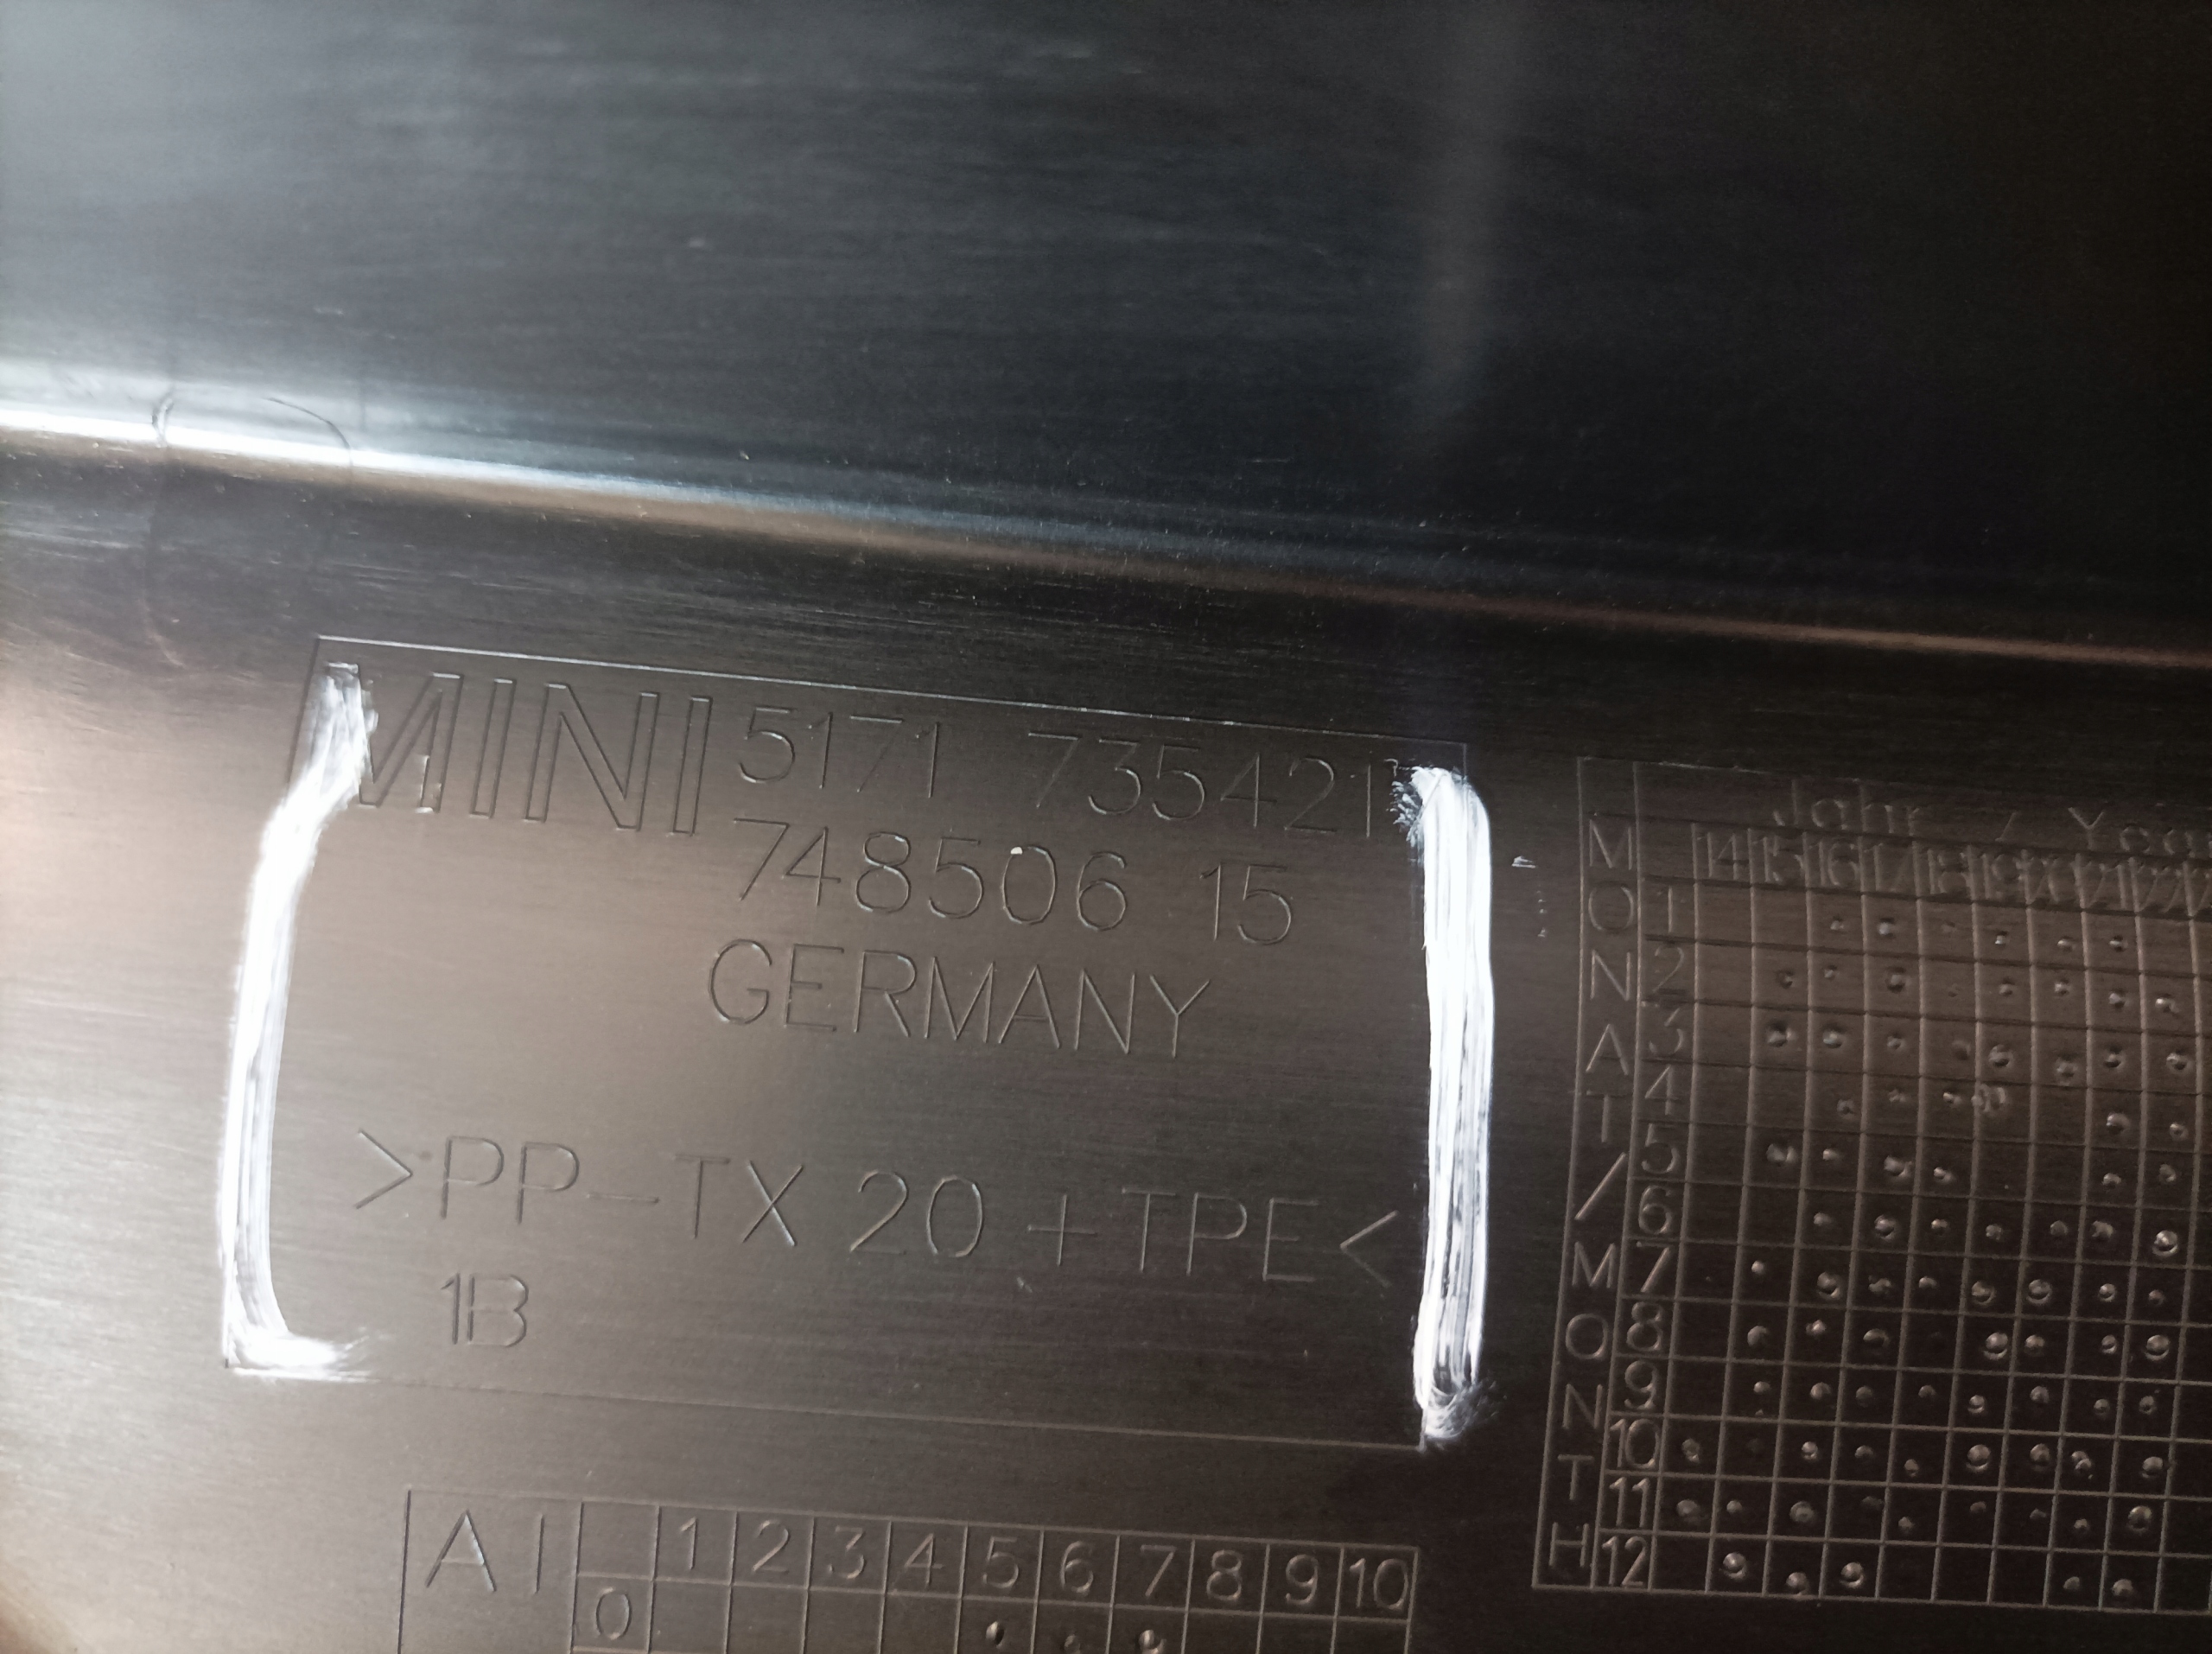 MINI 5171 735421
748506 15
GERMANY
>PP-TX 20 +TPE<
1B
Jahr / Yea
MONAT/MONTH
14 15 16 17 18 19 20 21 22
1
2
3
4
5
6
7
8
9
10
11
12
AI
1 2 3 4 5 6 7 8 9 10
0